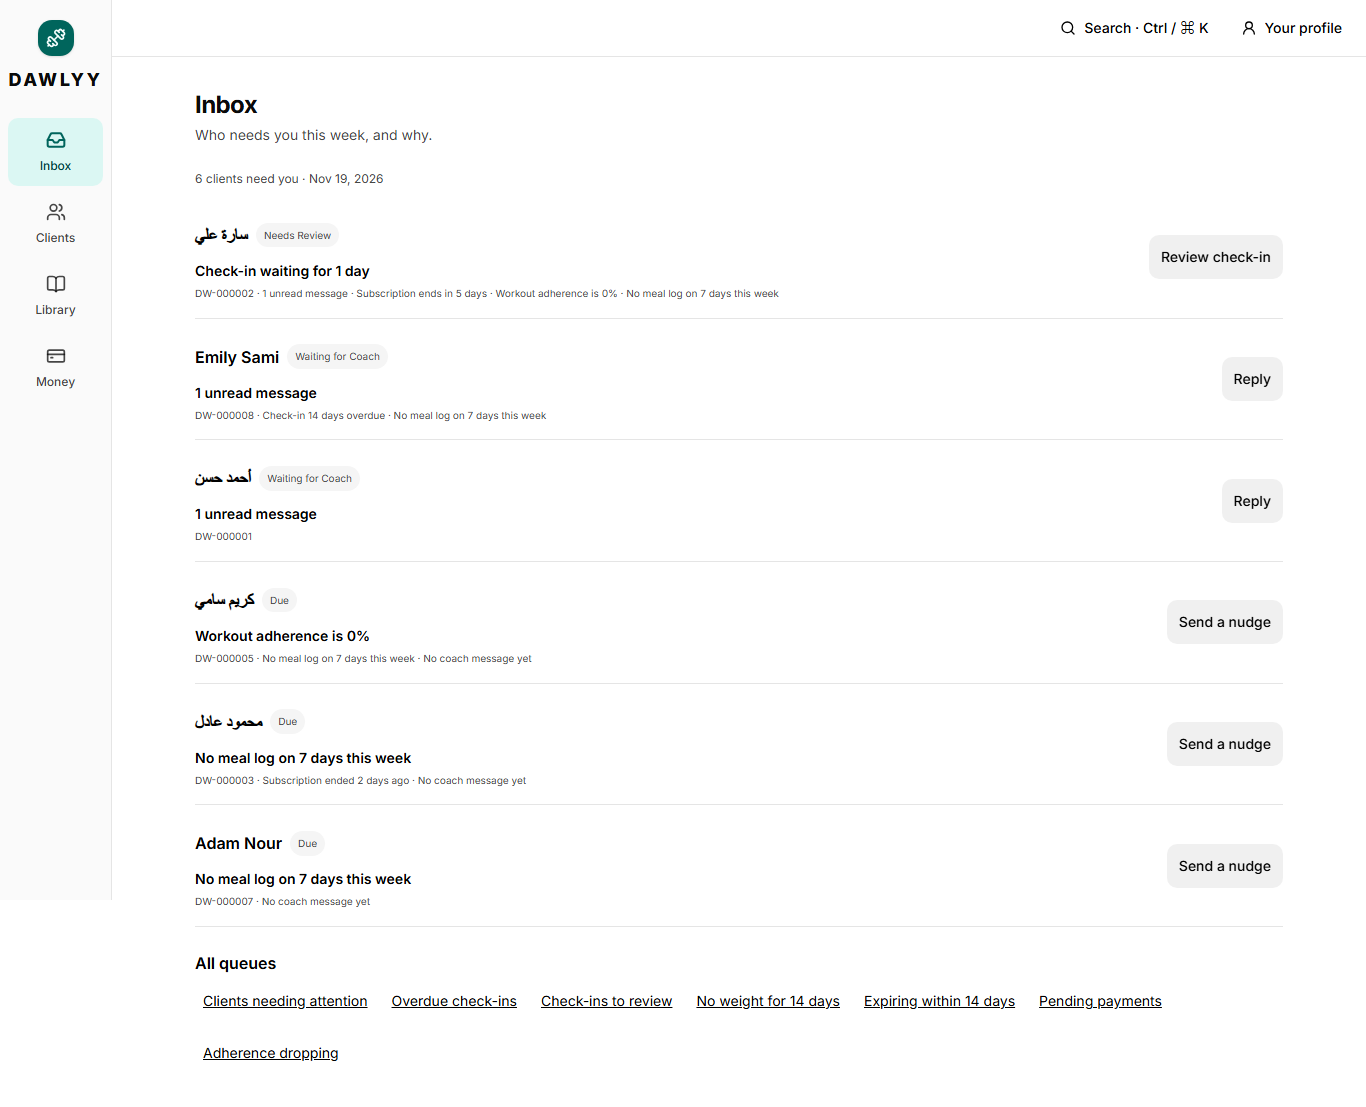 DAWLYY
Search · Ctrl / ⌘ K
Your profile
Inbox
Clients
Library
Money
Inbox
Who needs you this week, and why.
6 clients need you · Nov 19, 2026
سارة علي Needs Review
Check-in waiting for 1 day
DW-000002 · 1 unread message · Subscription ends in 5 days · Workout adherence is 0% · No meal log on 7 days this week
Review check-in
Emily Sami Waiting for Coach
1 unread message
DW-000008 · Check-in 14 days overdue · No meal log on 7 days this week
Reply
أحمد حسن Waiting for Coach
1 unread message
DW-000001
Reply
كريم سامي Due
Workout adherence is 0%
DW-000005 · No meal log on 7 days this week · No coach message yet
Send a nudge
محمود عادل Due
No meal log on 7 days this week
DW-000003 · Subscription ended 2 days ago · No coach message yet
Send a nudge
Adam Nour Due
No meal log on 7 days this week
DW-000007 · No coach message yet
Send a nudge
All queues
Clients needing attention Overdue check-ins Check-ins to review No weight for 14 days Expiring within 14 days Pending payments
Adherence dropping